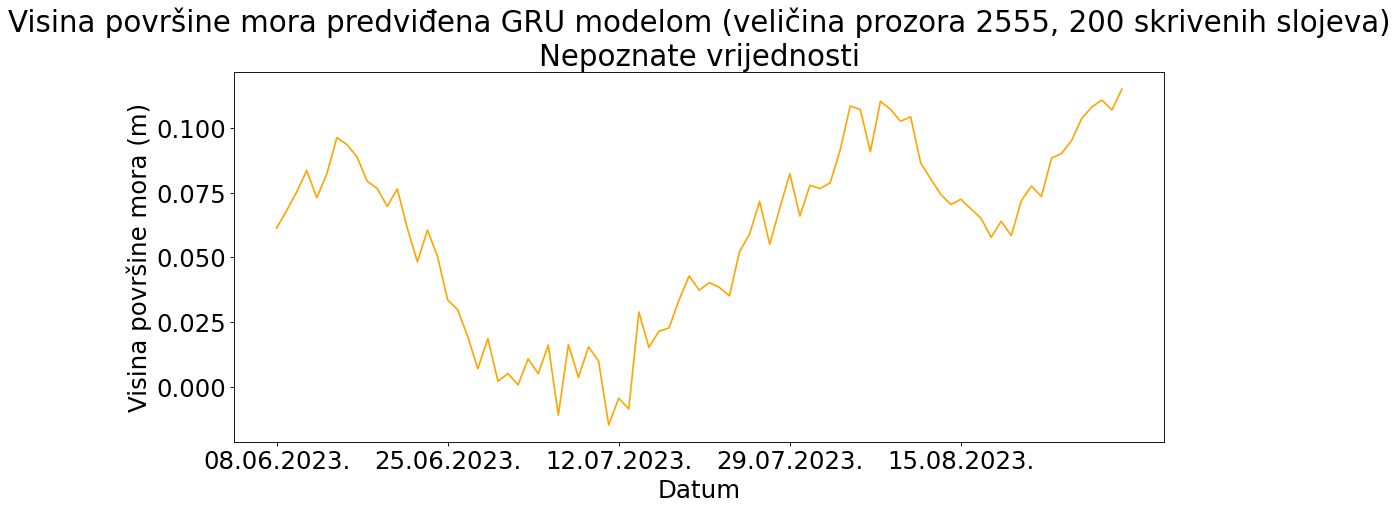 Visina površine mora predviđena GRU modelom (veličina prozora 2555, 200 skrivenih slojeva)
Nepoznate vrijednosti
Visina površine mora (m)
0.100
0.075
0.050
0.025
0.000
08.06.2023. 25.06.2023. 12.07.2023. 29.07.2023. 15.08.2023.
Datum